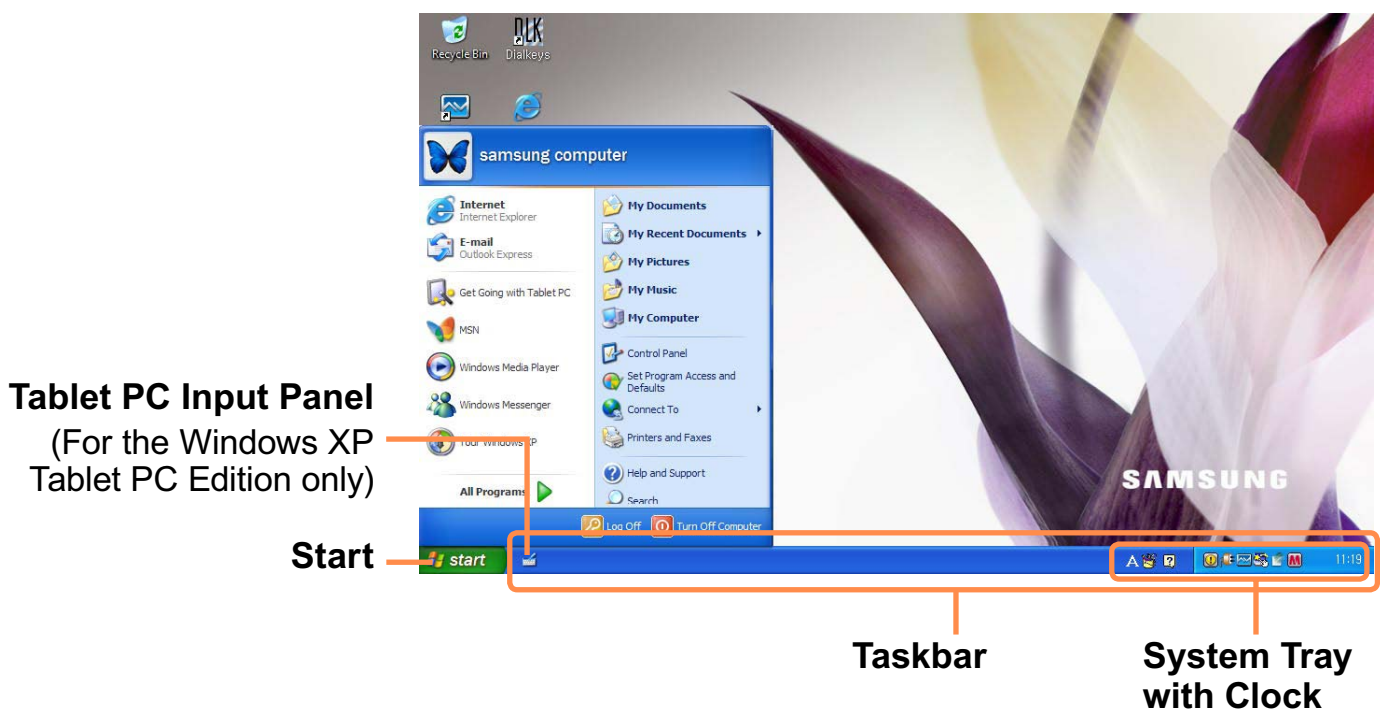 Recycle Bin
DLK
Dialkeys
samsung computer
Internet
Internet Explorer
E-mail
Outlook Express
Get Going with Tablet PC
MSN
Windows Media Player
Windows Messenger
Tour Windows XP
All Programs
My Documents
My Recent Documents
My Pictures
My Music
My Computer
Control Panel
Set Program Access and
Defaults
Connect To
Printers and Faxes
Help and Support
Search
Log Off
Turn Off Computer
SAMSUNG
start
A
11:19
Tablet PC Input Panel
(For the Windows XP
Tablet PC Edition only)
Start
Taskbar
System Tray
with Clock